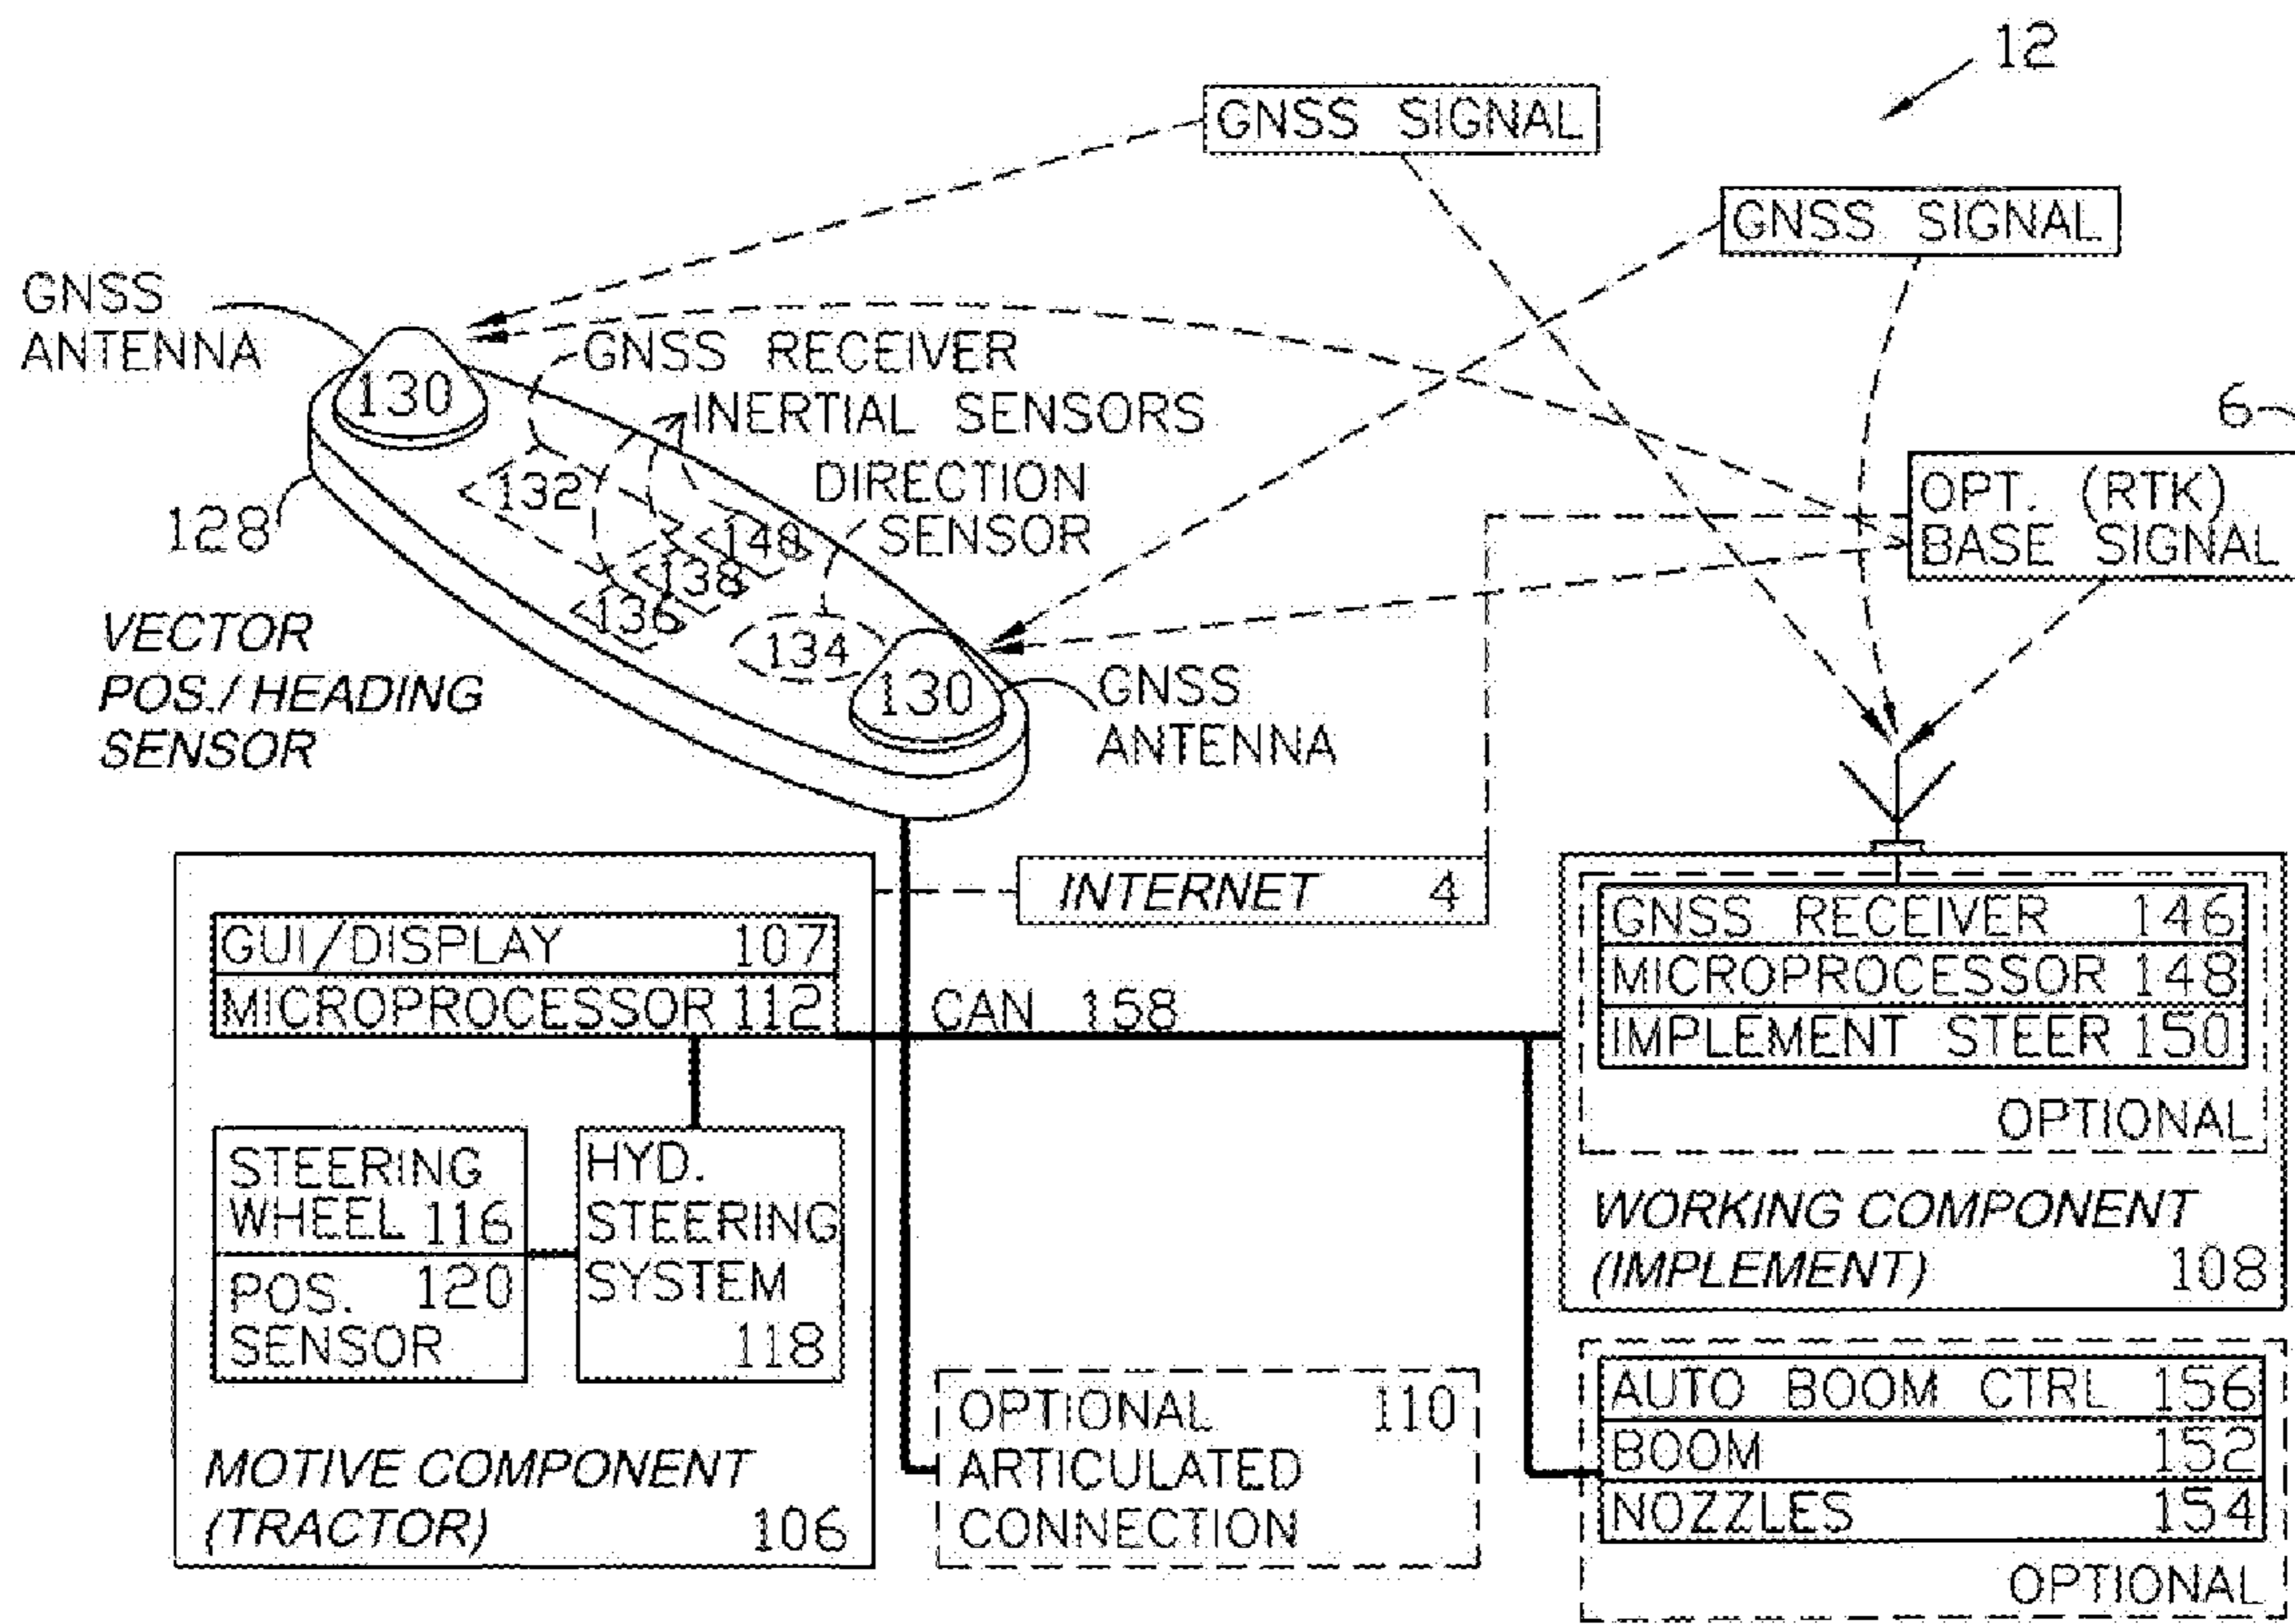 12
GNSS SIGNAL
GNSS SIGNAL
GNSS
ANTENNA
130
GNSS RECEIVER
INERTIAL SENSORS
DIRECTION
SENSOR
6
OPT. (RTK)
BASE SIGNAL
128
132
140
138
136
134
130
VECTOR
POS./ HEADING
SENSOR
GNSS
ANTENNA
INTERNET 4
GUI/DISPLAY 107
MICROPROCESSOR 112
CAN 158
GNSS RECEIVER 146
MICROPROCESSOR 148
IMPLEMENT STEER 150
OPTIONAL
WORKING COMPONENT
(IMPLEMENT) 108
STEERING
WHEEL 116
POS. 120
SENSOR
HYD.
STEERING
SYSTEM
118
MOTIVE COMPONENT
(TRACTOR) 106
OPTIONAL 110
ARTICULATED
CONNECTION
AUTO BOOM CTRL 156
BOOM 152
NOZZLES 154
OPTIONAL